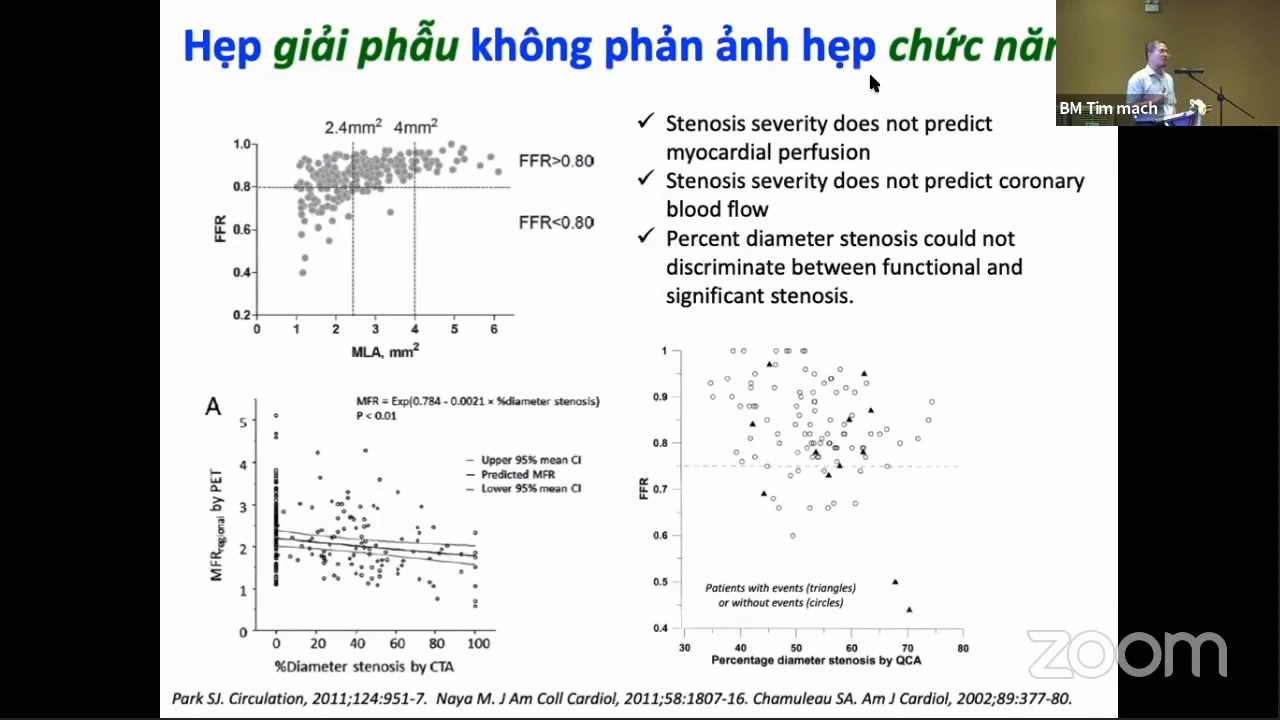 Hẹp giải phẫu không phản ảnh hẹp chức năn
BM Tim mach
2.4mm² 4mm²
FFR>0.80
FFR<0.80
1.0
0.8
0.6
0.4
0.2
FFR
0 1 2 3 4 5 6
MLA, mm²
✓ Stenosis severity does not predict
myocardial perfusion
✓ Stenosis severity does not predict coronary
blood flow
✓ Percent diameter stenosis could not
discriminate between functional and
significant stenosis.
A
MFR = Exp(0.784 - 0.0021 × %diameter stenosis)
P < 0.01
Upper 95% mean CI
Predicted MFR
Lower 95% mean CI
5
4
3
2
1
0
MFRregional by PET
0 20 40 60 80 100
%Diameter stenosis by CTA
1
0.9
0.8
0.7
0.6
0.5
0.4
FFR
Patients with events (triangles)
or without events (circles)
30 40 50 60 70 80
Percentage diameter stenosis by QCA
zoom
Park SJ. Circulation, 2011;124:951-7. Naya M. J Am Coll Cardiol, 2011;58:1807-16. Chamuleau SA. Am J Cardiol, 2002;89:377-80.